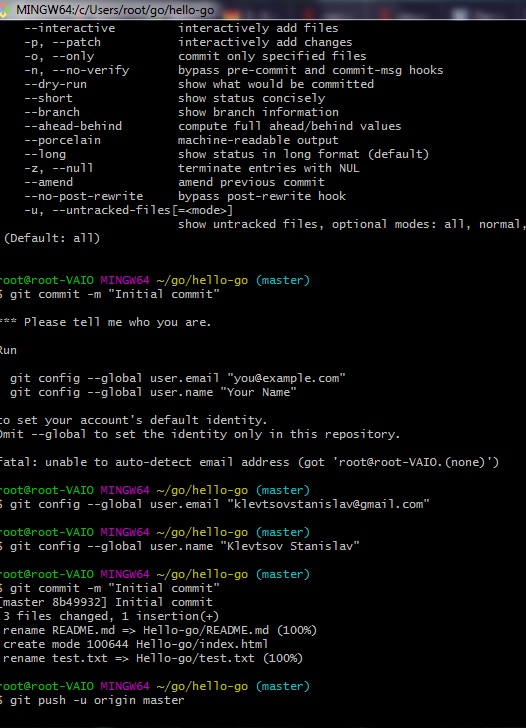 MINGW64:/c/Users/root/go/hello-go
--interactive interactively add files
-p, --patch interactively add changes
-o, --only commit only specified files
-n, --no-verify bypass pre-commit and commit-msg hooks
--dry-run show what would be committed
--short show status concisely
--branch show branch information
--ahead-behind compute full ahead/behind values
--porcelain machine-readable output
--long show status in long format (default)
-z, --null terminate entries with NUL
--amend amend previous commit
--no-post-rewrite bypass post-rewrite hook
-u, --untracked-files[=<mode>]
show untracked files, optional modes: all, normal,
(Default: all)
root@root-VAIO MINGW64 ~/go/hello-go (master)
$ git commit -m "Initial commit"
*** Please tell me who you are.
Run
git config --global user.email "you@example.com"
git config --global user.name "Your Name"
to set your account's default identity.
Omit --global to set the identity only in this repository.
fatal: unable to auto-detect email address (got 'root@root-VAIO.(none)')
root@root-VAIO MINGW64 ~/go/hello-go (master)
$ git config --global user.email "klevtsovstanislav@gmail.com"
root@root-VAIO MINGW64 ~/go/hello-go (master)
$ git config --global user.name "Klevtsov Stanislav"
root@root-VAIO MINGW64 ~/go/hello-go (master)
$ git commit -m "Initial commit"
[master 8b49932] Initial commit
3 files changed, 1 insertion(+)
rename README.md => Hello-go/README.md (100%)
create mode 100644 Hello-go/index.html
rename test.txt => Hello-go/test.txt (100%)
root@root-VAIO MINGW64 ~/go/hello-go (master)
$ git push -u origin master